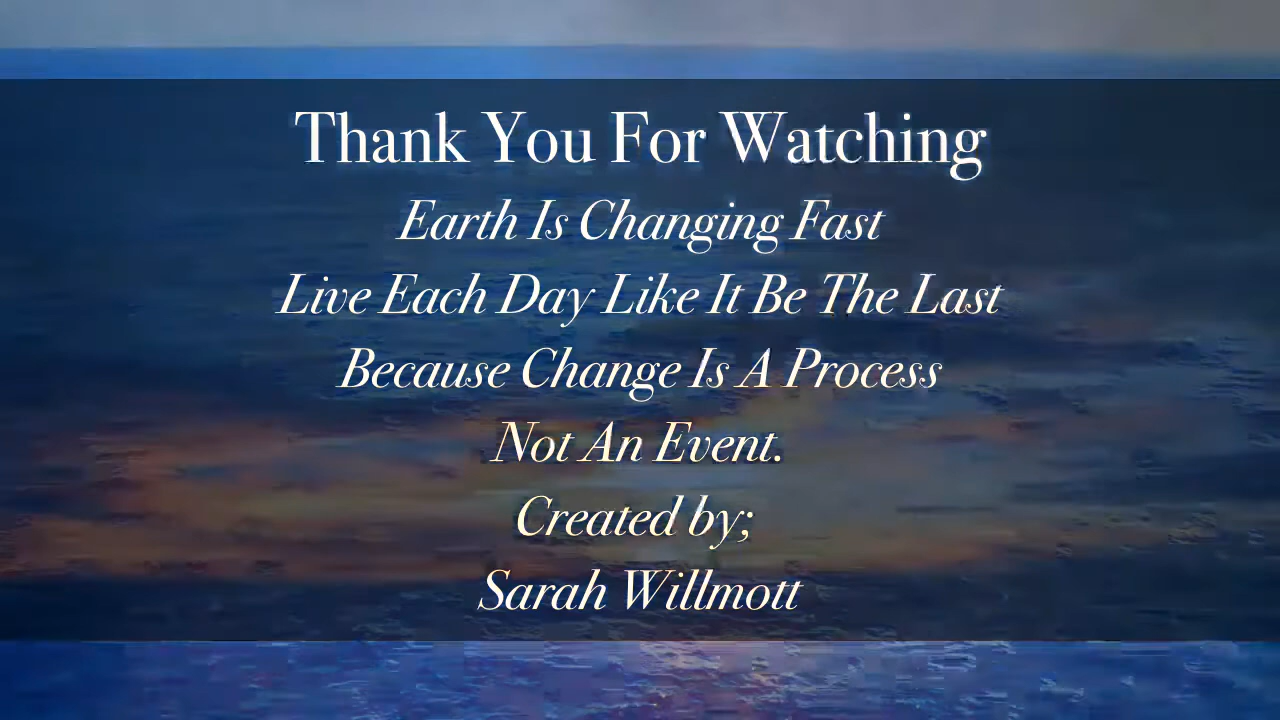 Thank You For Watching
Earth Is Changing Fast
Live Each Day Like It Be The Last
Because Change Is A Process
Not An Event.
Created by;
Sarah Willmott